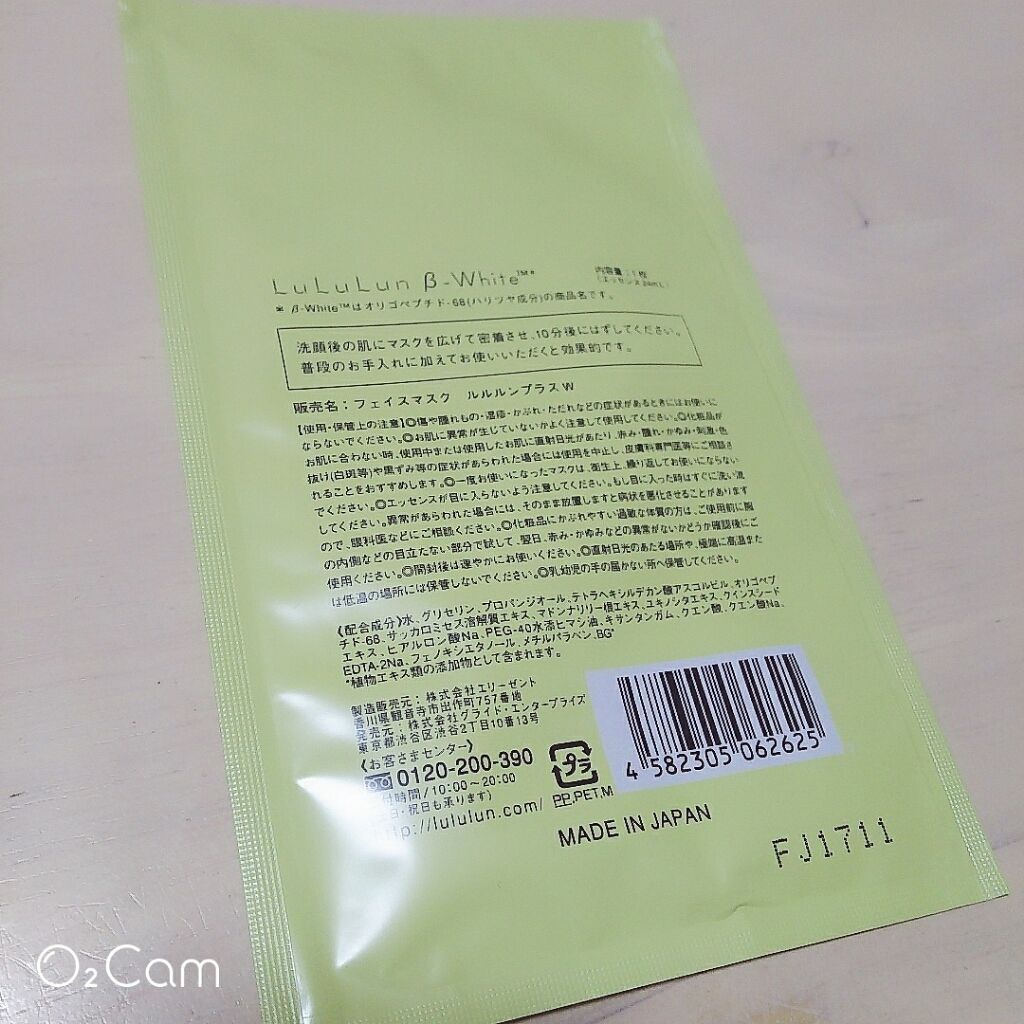 LuLuLun β-White™*
内容量:1枚
* β-White™はオリゴペプチド-68(ハリツヤ成分)の商品名です。
洗顔後の肌にマスクを広げて密着させ、10分後にはずしてください。
普段のお手入れに加えてお使いいただくと効果的です。
販売名:フェイスマスク ルルルンプラスW
【使用・保管上の注意】◎傷や腫れもの・湿疹・かぶれ・ただれなどの症状があるときにはお使いに
ならないでください。◎お肌に異常が生じていないかよく注意して使用してください。◎化粧品が
お肌に合わない時、使用中または使用したお肌に直射日光があたり、赤み・腫れ・かゆみ・刺激・色
抜け(白斑等)や黒ずみ等の症状があらわれた場合には使用を中止し、皮膚科専門医等にご相談さ
れることをおすすめします。◎一度お使いになったマスクは、衛生上、繰り返してお使いにならない
でください。◎エッセンスが目に入らないよう注意してください。もし目に入った時はすぐに洗い流
してください。異常があらわれた場合には、そのまま放置しますと病状を悪化させることがあります
ので、眼科医などにご相談ください。◎化粧品にかぶれやすい過敏な体質の方は、ご使用前に腕
の内側などの目立たない部分で試して、翌日、赤み・かゆみなどの異常がないかどうか確認後にご
使用ください。◎開封後は速やかにお使いください。◎直射日光のあたる場所や、極端に高温また
は低温の場所には保管しないでください。◎乳幼児の手の届かない所へ保管してください。
《配合成分》水、グリセリン、プロパンジオール、テトラヘキシルデカン酸アスコルビル、オリゴペプ
チド-68、サッカロミセス溶解質エキス、マドンナリリー根エキス、ユキノシタエキス、クインスシード
エキス、ヒアルロン酸Na、PEG-40水添ヒマシ油、キサンタンガム、クエン酸、クエン酸Na、
EDTA-2Na、フェノキシエタノール、メチルパラベン、BG*
*植物エキス類の添加物として含まれます。
製造販売元:株式会社エリーゼント
香川県観音寺市出作町757番地
発売元:株式会社グライド・エンタープライズ
東京都渋谷区渋谷2丁目10番13号
《お客さまセンター》
0120-200-390
付時間/10:00～20:00
日・祝日も承ります)
http://lululun.com/
プラ
PP,PET,M
4 582305 062625
MADE IN JAPAN
FJ1711
O₂Cam